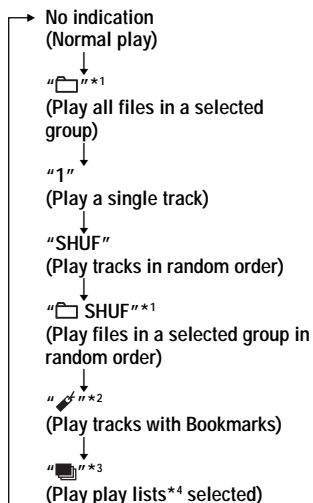 No indication
(Normal play)
“ ”*1
(Play all files in a selected
group)
“1”
(Play a single track)
“SHUF”
(Play tracks in random order)
“ SHUF”*1
(Play files in a selected group in
random order)
“ ”*2
(Play tracks with Bookmarks)
“ ”*3
(Play play lists*4 selected)